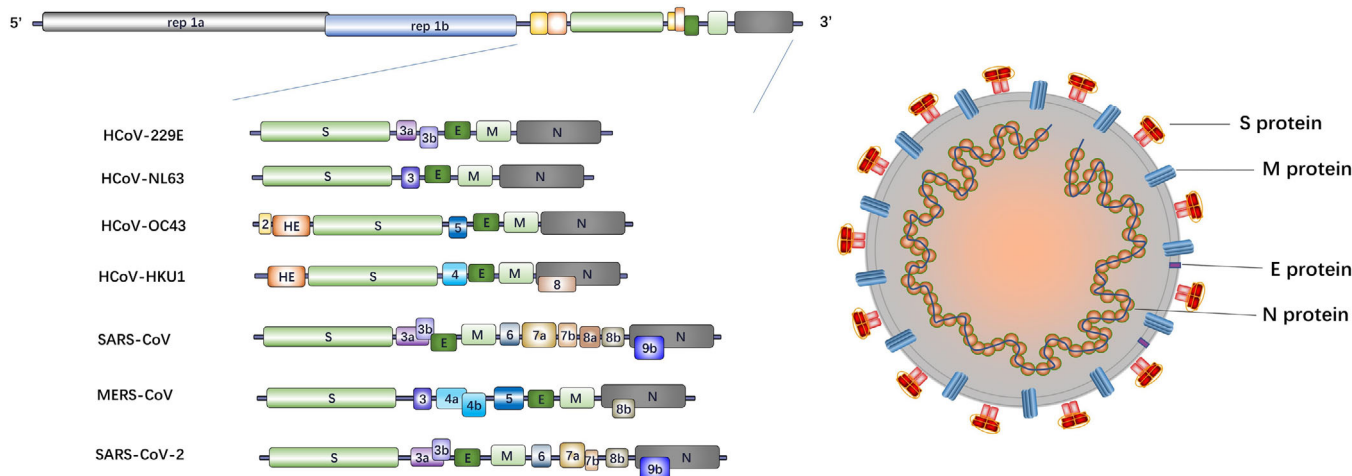 5' rep 1a rep 1b 3'
HCoV-229E S 3a 3b E M N
HCoV-NL63 S 3 E M N
HCoV-OC43 2 HE S 5 E M N
HCoV-HKU1 HE S 4 E M 8 N
SARS-CoV S 3a 3b E M 6 7a 7b 8a 8b 9b N
MERS-CoV S 3 4a 4b 5 E M 8b N
SARS-CoV-2 S 3a 3b E M 6 7a 7b 8b 9b N
S protein
M protein
E protein
N protein